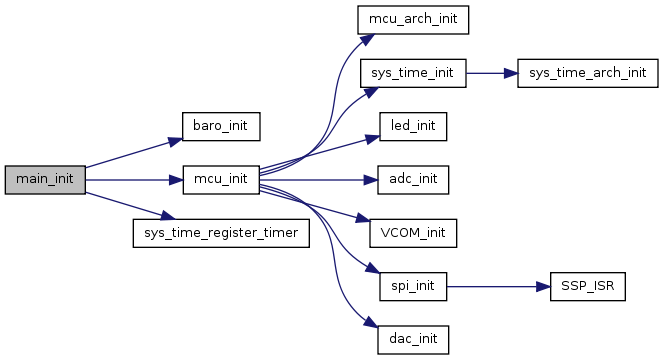 mcu_arch_init
sys_time_init
sys_time_arch_init
baro_init
led_init
main_init
mcu_init
adc_init
sys_time_register_timer
VCOM_init
spi_init
SSP_ISR
dac_init